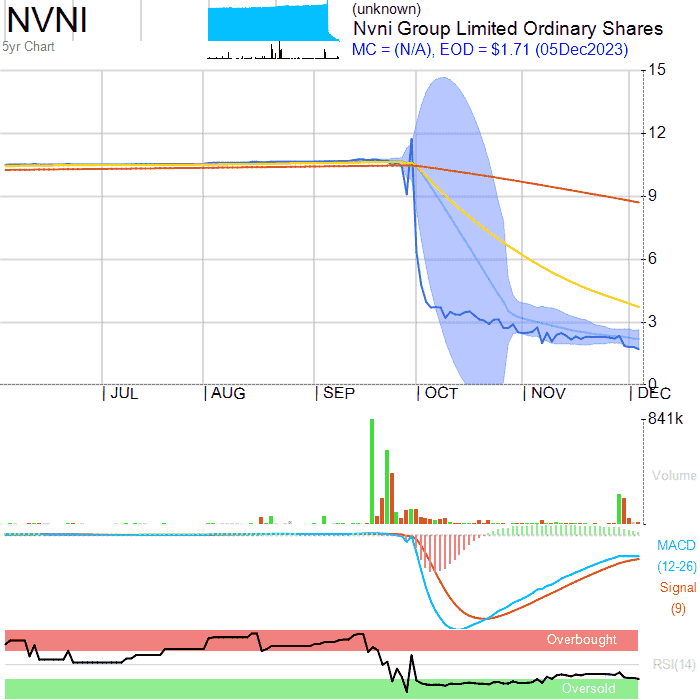 NVNI
5yr Chart
(unknown)
Nvni Group Limited Ordinary Shares
MC = (N/A), EOD = $1.71 (05Dec2023)
15
12
9
6
3
0
JUL
AUG
SEP
OCT
NOV
DEC
841k
Volume
MACD
(12-26)
Signal
(9)
Overbought
RSI(14)
Oversold